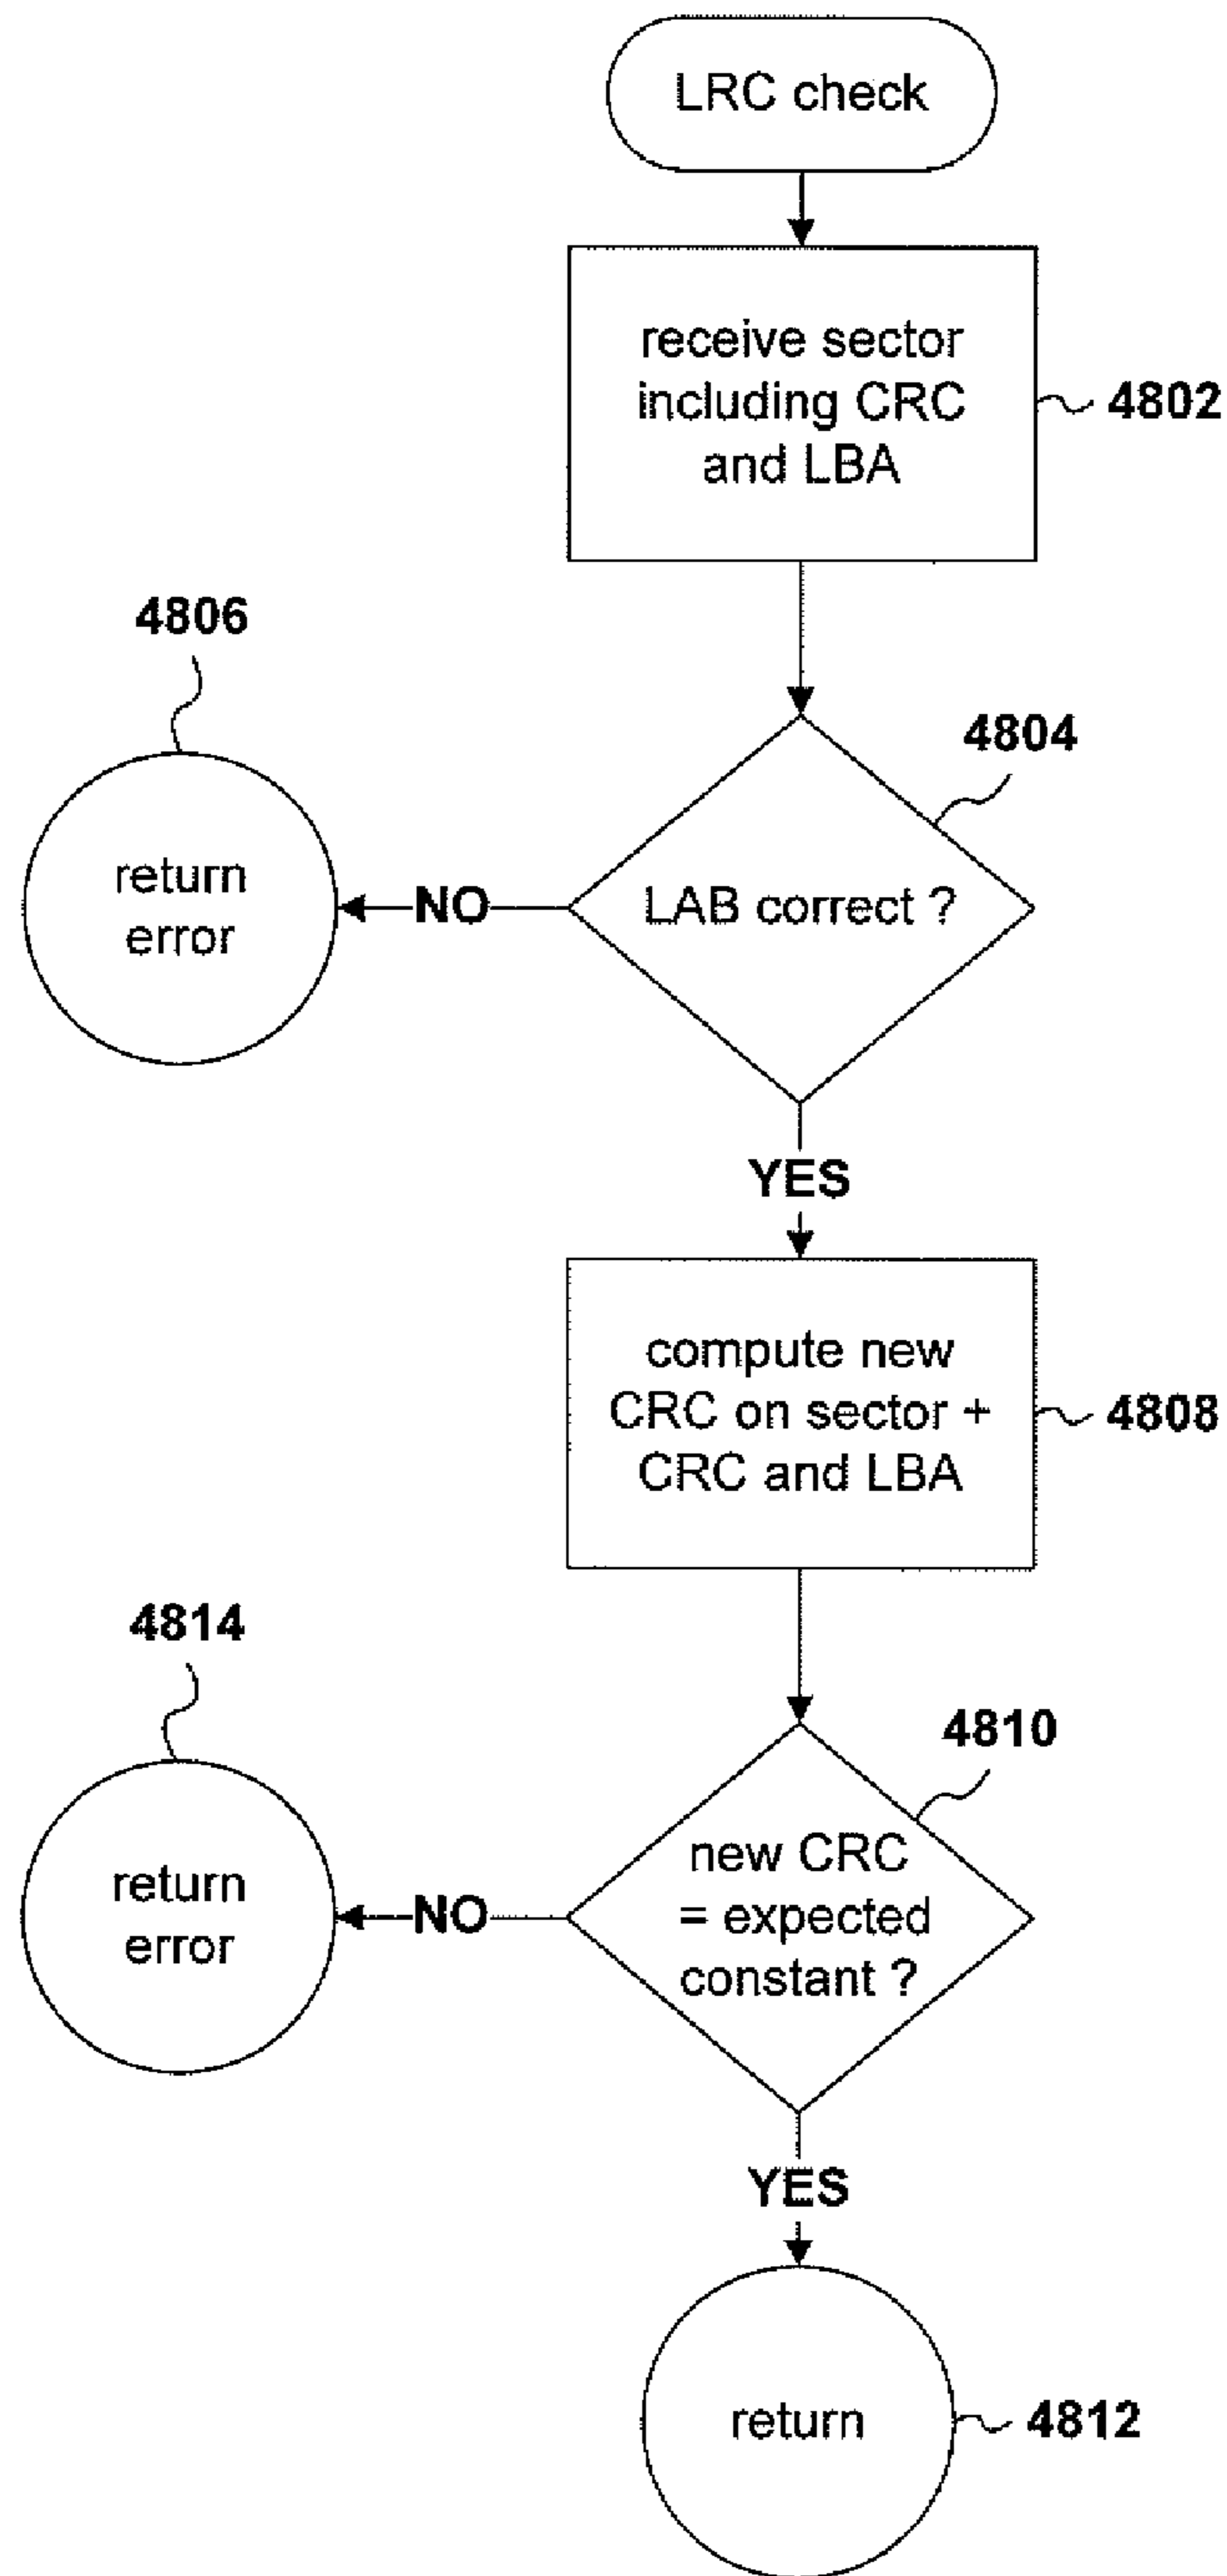 LRC check
receive sector
including CRC
and LBA
4802
4806
4804
return
error
NO
LAB correct ?
YES
compute new
CRC on sector +
CRC and LBA
4808
4814
4810
return
error
NO
new CRC
= expected
constant ?
YES
return
4812